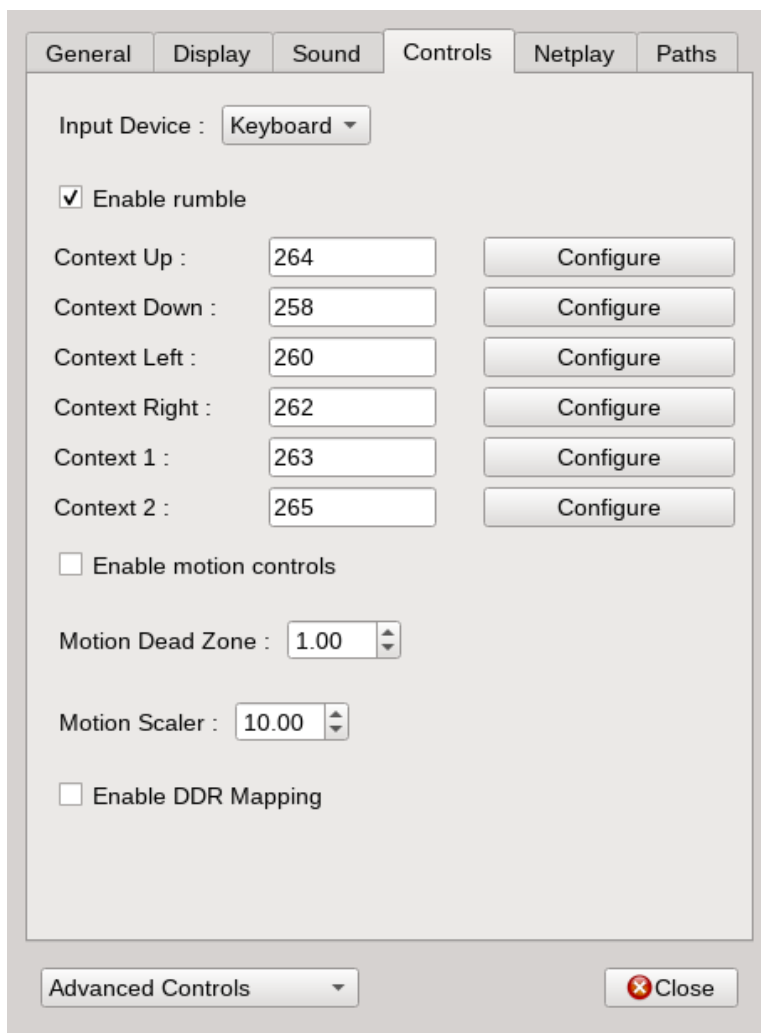 General Display Sound Controls Netplay Paths
Input Device : Keyboard
Enable rumble
Context Up : 264 Configure
Context Down : 258 Configure
Context Left : 260 Configure
Context Right : 262 Configure
Context 1 : 263 Configure
Context 2 : 265 Configure
Enable motion controls
Motion Dead Zone : 1.00
Motion Scaler : 10.00
Enable DDR Mapping
Advanced Controls Close